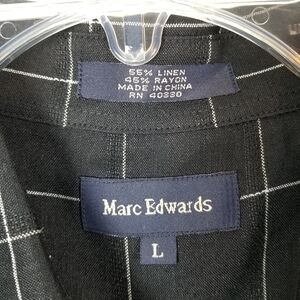 55% LINEN
45% RAYON
MADE IN CHINA
RN 40330
Marc Edwards
L